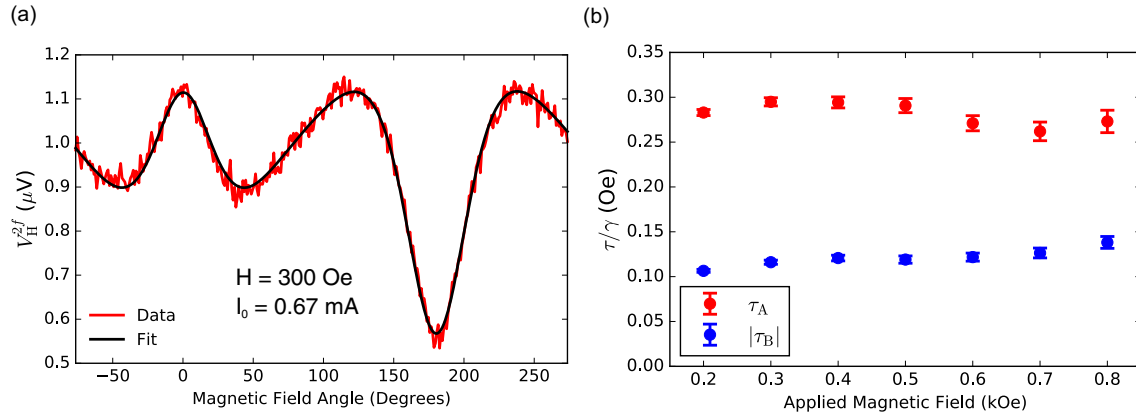 (a)
1.2
1.1
1.0
0.9
0.8
0.7
0.6
0.5
V_H^{2f} (μV)
H = 300 Oe
I₀ = 0.67 mA
Data
Fit
−50 0 50 100 150 200 250
Magnetic Field Angle (Degrees)
(b)
0.35
0.30
0.25
0.20
0.15
0.10
0.05
0.00
τ/γ (Oe)
τ_A
|τ_B|
0.2 0.3 0.4 0.5 0.6 0.7 0.8
Applied Magnetic Field (kOe)